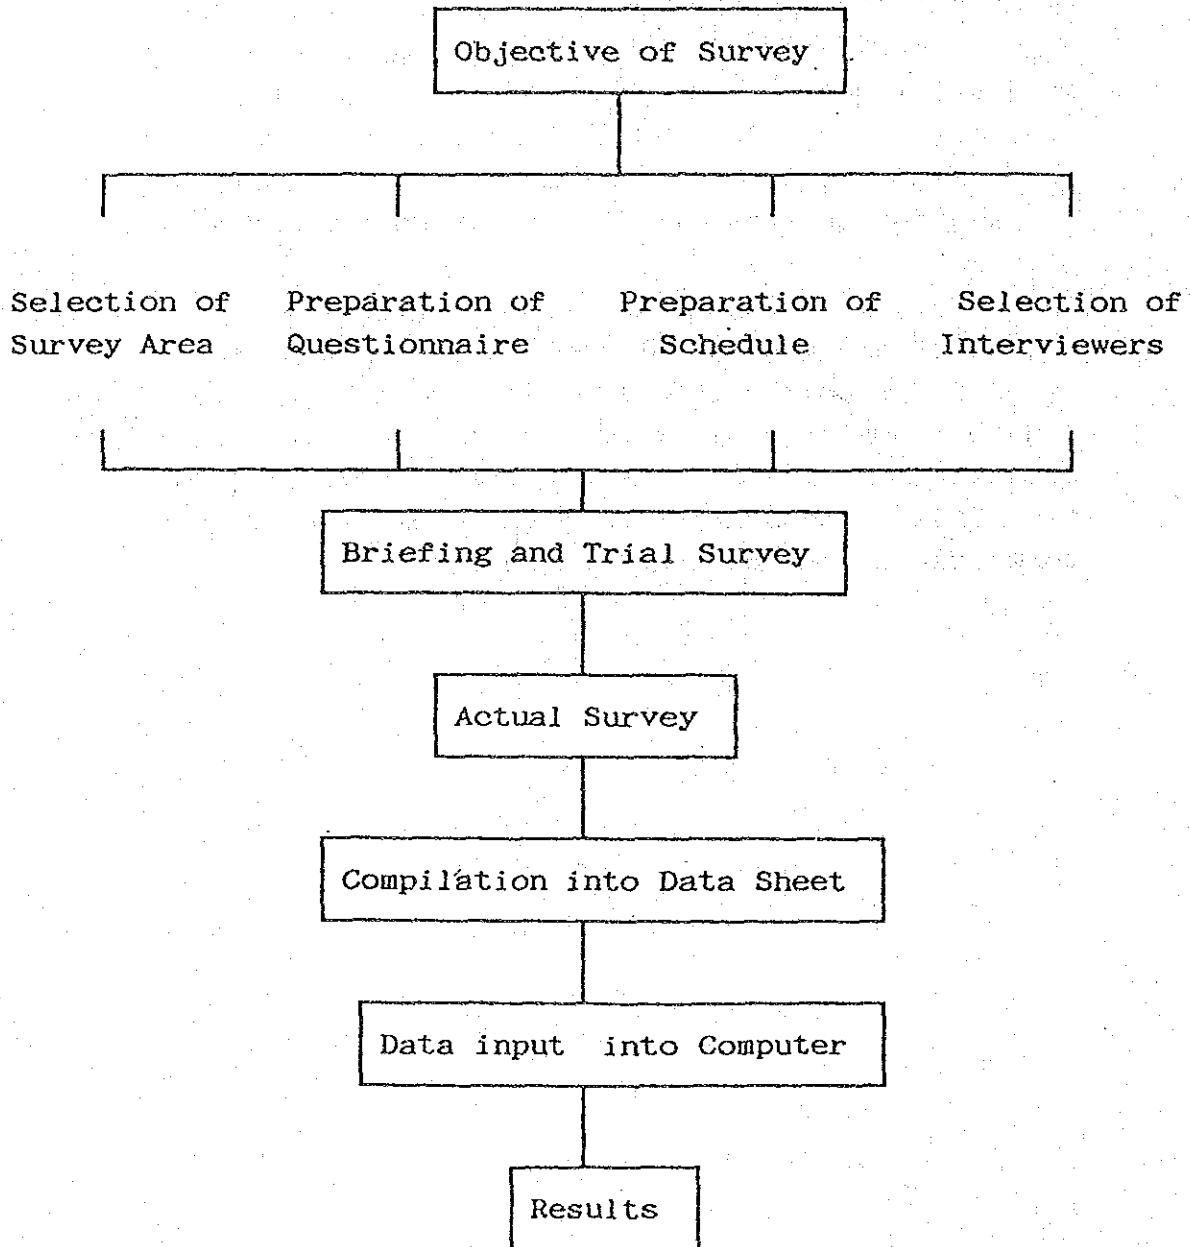 Objective of Survey
Selection of Survey Area
Preparation of Questionnaire
Preparation of Schedule
Selection of Interviewers
Briefing and Trial Survey
Actual Survey
Compilation into Data Sheet
Data input into Computer
Results